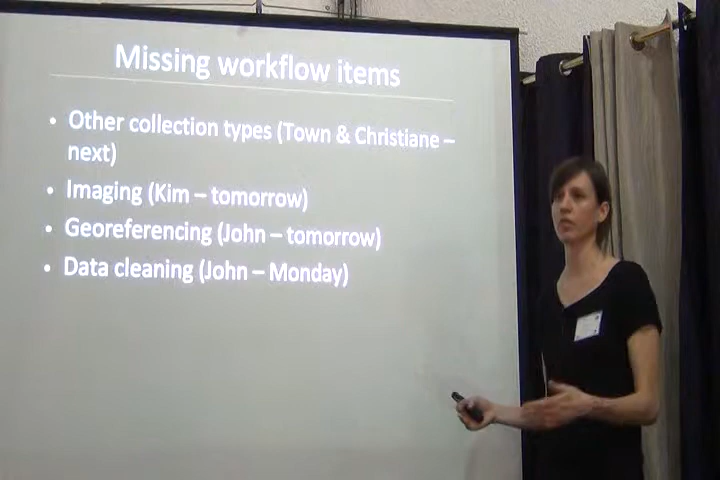 Missing workflow items
• Other collection types (Town & Christiane –
next)
• Imaging (Kim – tomorrow)
• Georeferencing (John – tomorrow)
• Data cleaning (John – Monday)